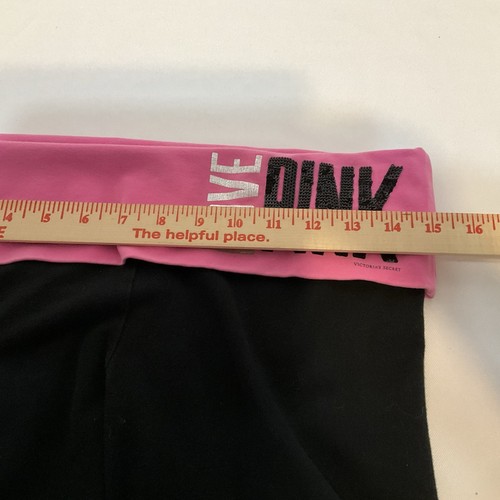 VE PINK
4 5 6 7 8 9 10 11 12 13 14 15 16
The helpful place.
VICTORIA'S SECRET